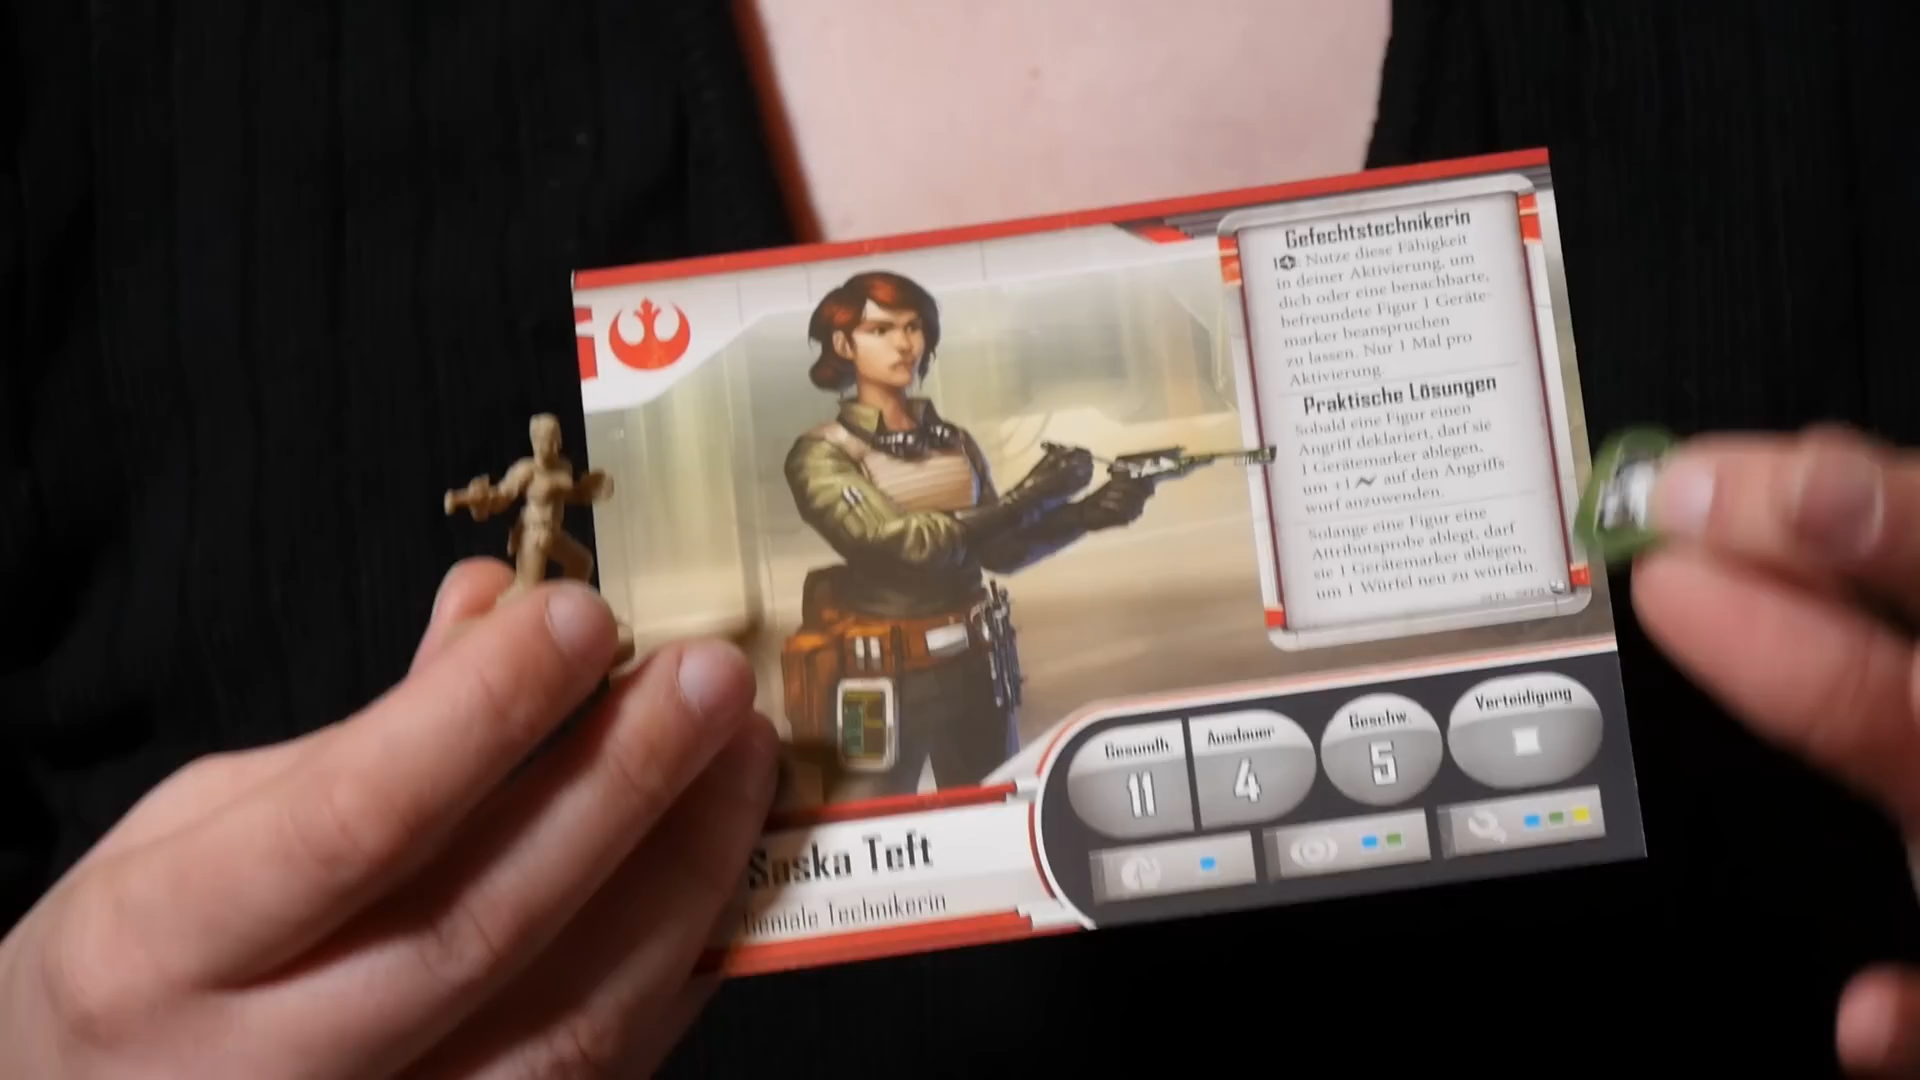 Gefechtstechnikerin
1 : Nutze diese Fähigkeit
in deiner Aktivierung, um
dich oder eine benachbarte,
befreundete Figur 1 Geräte-
marker beanspruchen
zu lassen. Nur 1 Mal pro
Aktivierung.
Praktische Lösungen
Sobald eine Figur einen
Angriff deklariert, darf sie
1 Gerätemarker ablegen,
um +1 auf den Angriffs-
wurf anzuwenden.
Solange eine Figur eine
Attributsprobe ablegt, darf
sie 1 Gerätemarker ablegen,
um 1 Würfel neu zu würfeln.
Gesundh. Ausdauer Geschw. Verteidigung
11 4 5
Saska Teft
Geniale Technikerin